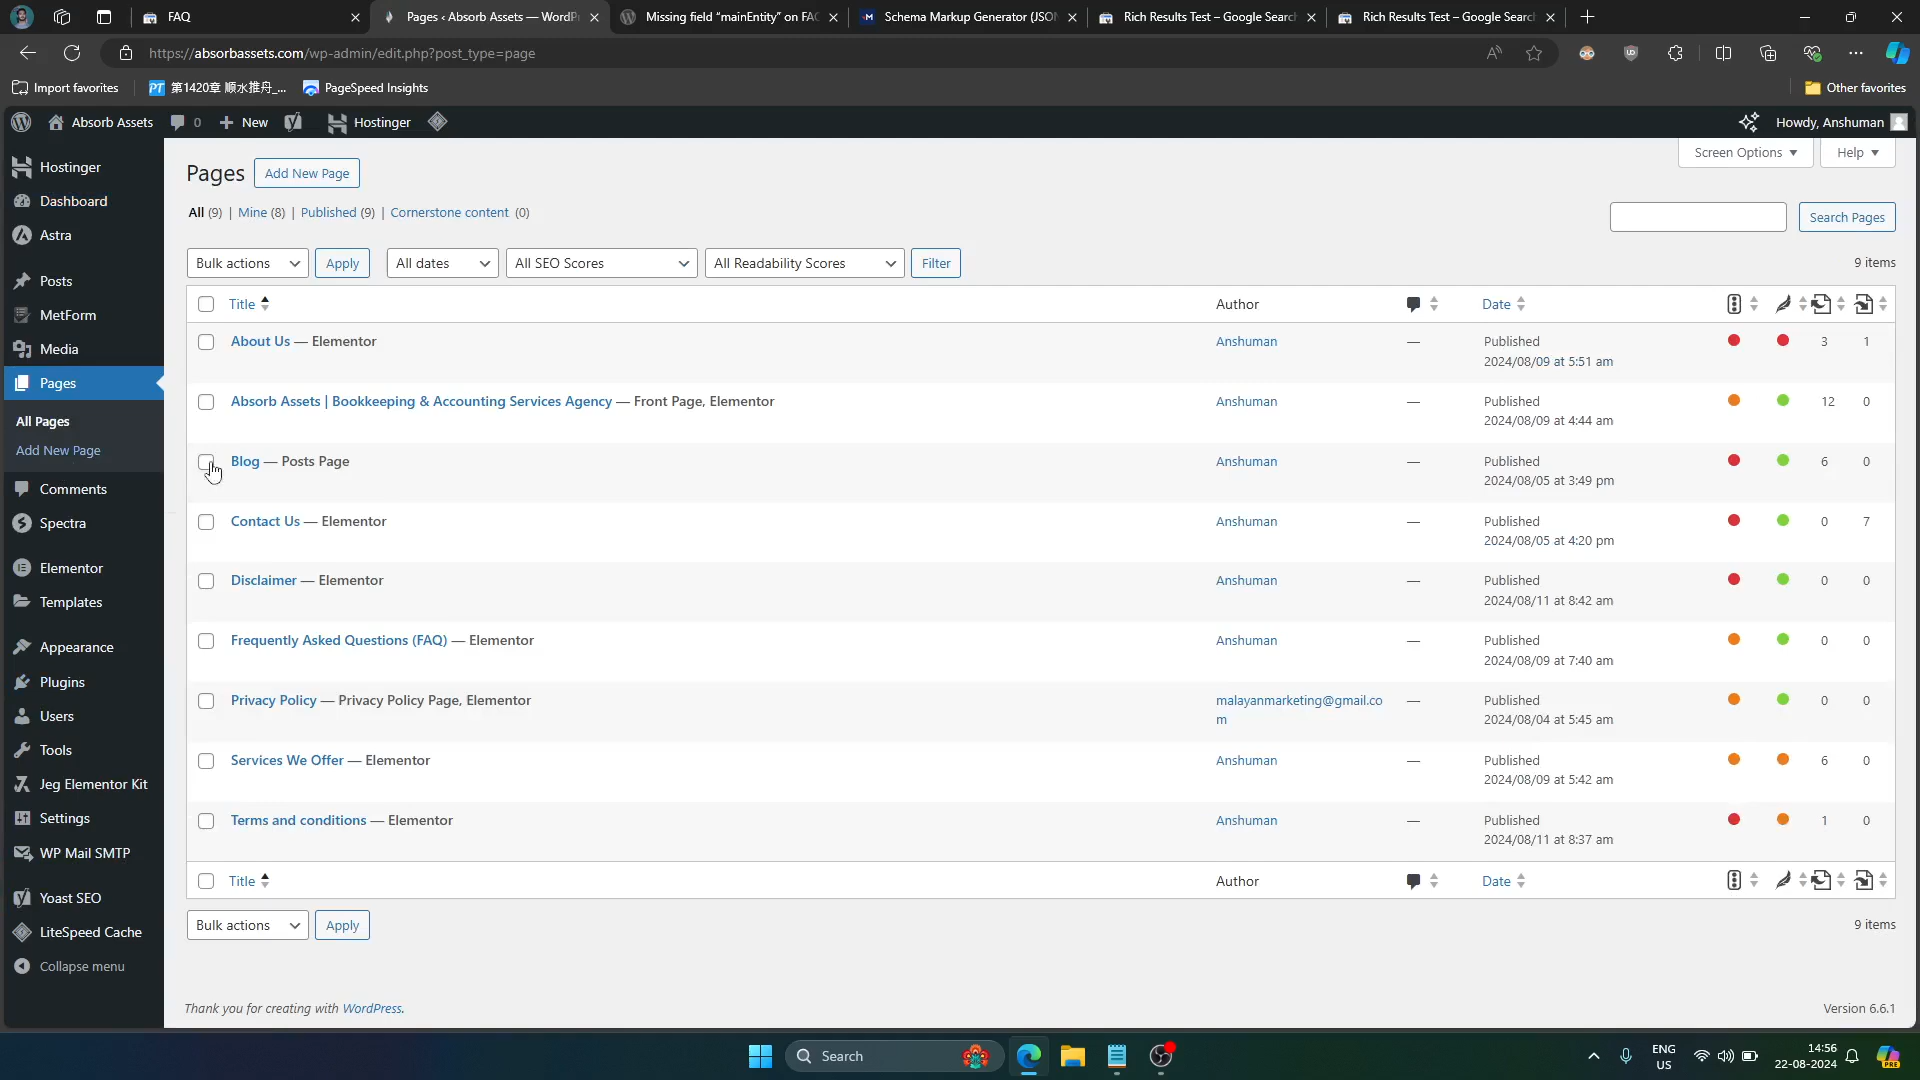 FAQ
Pages ‹ Absorb Assets — WordP
Missing field "mainEntity" on FAQ
Schema Markup Generator (JSON
Rich Results Test – Google Search
Rich Results Test – Google Search
https://absorbassets.com/wp-admin/edit.php?post_type=page
Import favorites
第1420章 顺水推舟_...
PageSpeed Insights
Other favorites
Absorb Assets
0
New
Hostinger
Howdy, Anshuman
Hostinger
Dashboard
Astra
Posts
MetForm
Media
Pages
All Pages
Add New Page
Comments
Spectra
Elementor
Templates
Appearance
Plugins
Users
Tools
Jeg Elementor Kit
Settings
WP Mail SMTP
Yoast SEO
LiteSpeed Cache
Collapse menu
Screen Options
Help
Pages
Add New Page
All (9) | Mine (8) | Published (9) | Cornerstone content (0)
Search Pages
Bulk actions
Apply
All dates
All SEO Scores
All Readability Scores
Filter
9 items
Title Author Date
About Us — Elementor Anshuman — Published 3 1
2024/08/09 at 5:51 am
Absorb Assets | Bookkeeping & Accounting Services Agency — Front Page, Elementor Anshuman — Published 12 0
2024/08/09 at 4:44 am
Blog — Posts Page Anshuman — Published 6 0
2024/08/05 at 3:49 pm
Contact Us — Elementor Anshuman — Published 0 7
2024/08/05 at 4:20 pm
Disclaimer — Elementor Anshuman — Published 0 0
2024/08/11 at 8:42 am
Frequently Asked Questions (FAQ) — Elementor Anshuman — Published 0 0
2024/08/09 at 7:40 am
Privacy Policy — Privacy Policy Page, Elementor malayanmarketing@gmail.co — Published 0 0
m 2024/08/04 at 5:45 am
Services We Offer — Elementor Anshuman — Published 6 0
2024/08/09 at 5:42 am
Terms and conditions — Elementor Anshuman — Published 1 0
2024/08/11 at 8:37 am
Title Author Date
Bulk actions
Apply
9 items
Thank you for creating with WordPress.
Version 6.6.1
Search
ENG
US
14:56
22-08-2024
PRE